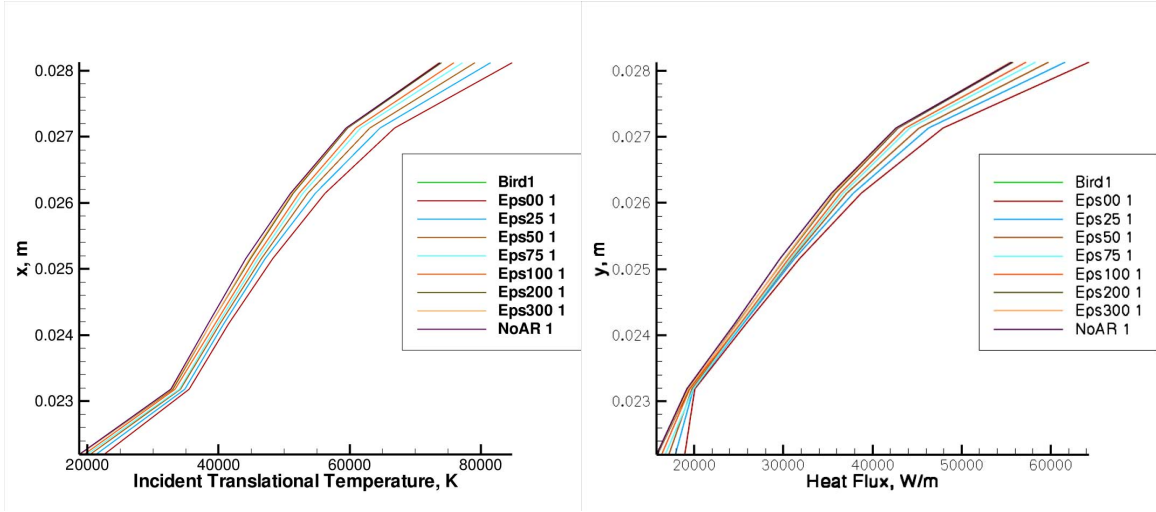 x, m
0.028
0.027
0.026
0.025
0.024
0.023
20000 40000 60000 80000
Incident Translational Temperature, K
Bird1
Eps00 1
Eps25 1
Eps50 1
Eps75 1
Eps100 1
Eps200 1
Eps300 1
NoAR 1
y, m
0.028
0.027
0.026
0.025
0.024
0.023
20000 30000 40000 50000 60000
Heat Flux, W/m
Bird1
Eps00 1
Eps25 1
Eps50 1
Eps75 1
Eps100 1
Eps200 1
Eps300 1
NoAR 1